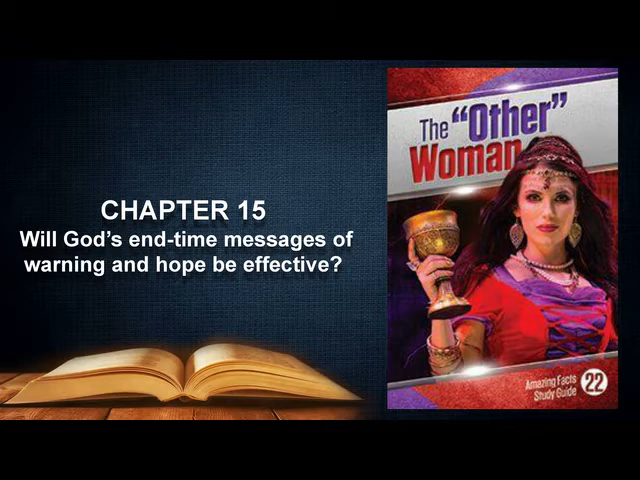 CHAPTER 15
Will God's end-time messages of
warning and hope be effective?
The "Other"
Woman
Amazing Facts
Study Guide
22